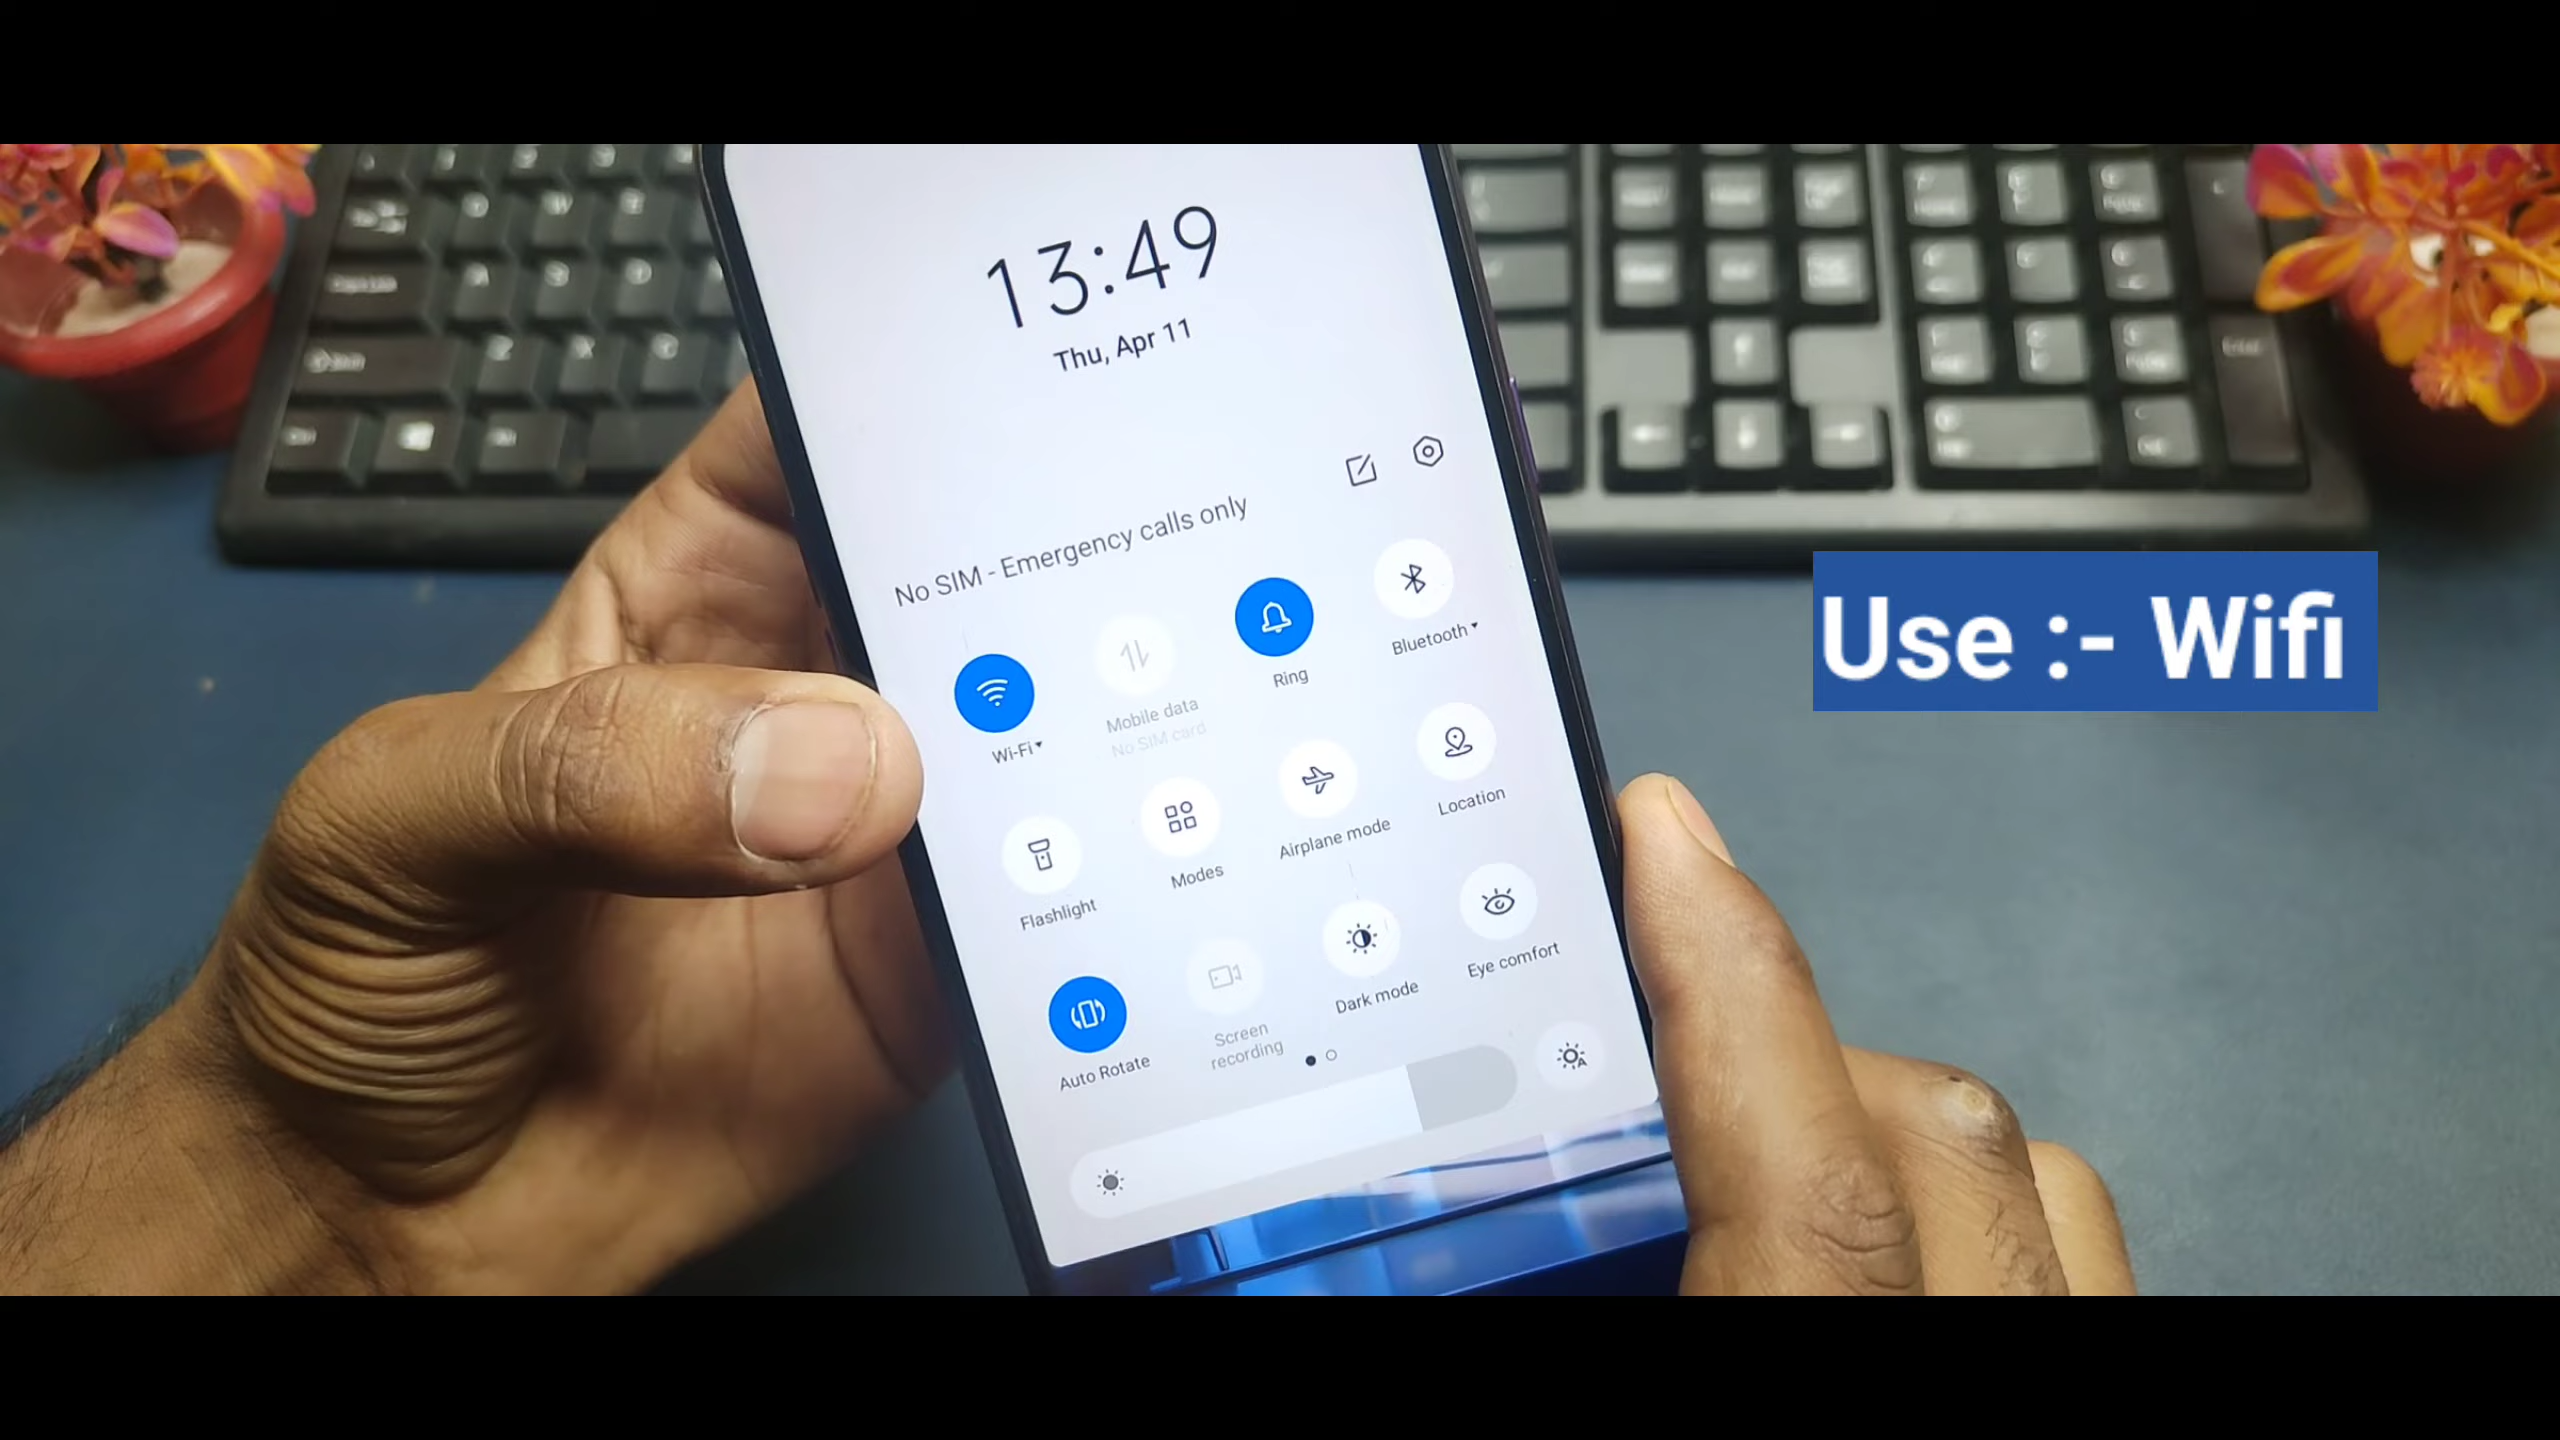 13:49
Thu, Apr 11
No SIM - Emergency calls only
Wi-Fi
Mobile data
No SIM card
Ring
Bluetooth
Flashlight
Modes
Airplane mode
Location
Auto Rotate
Screen
recording
Dark mode
Eye comfort
Use :- Wifi